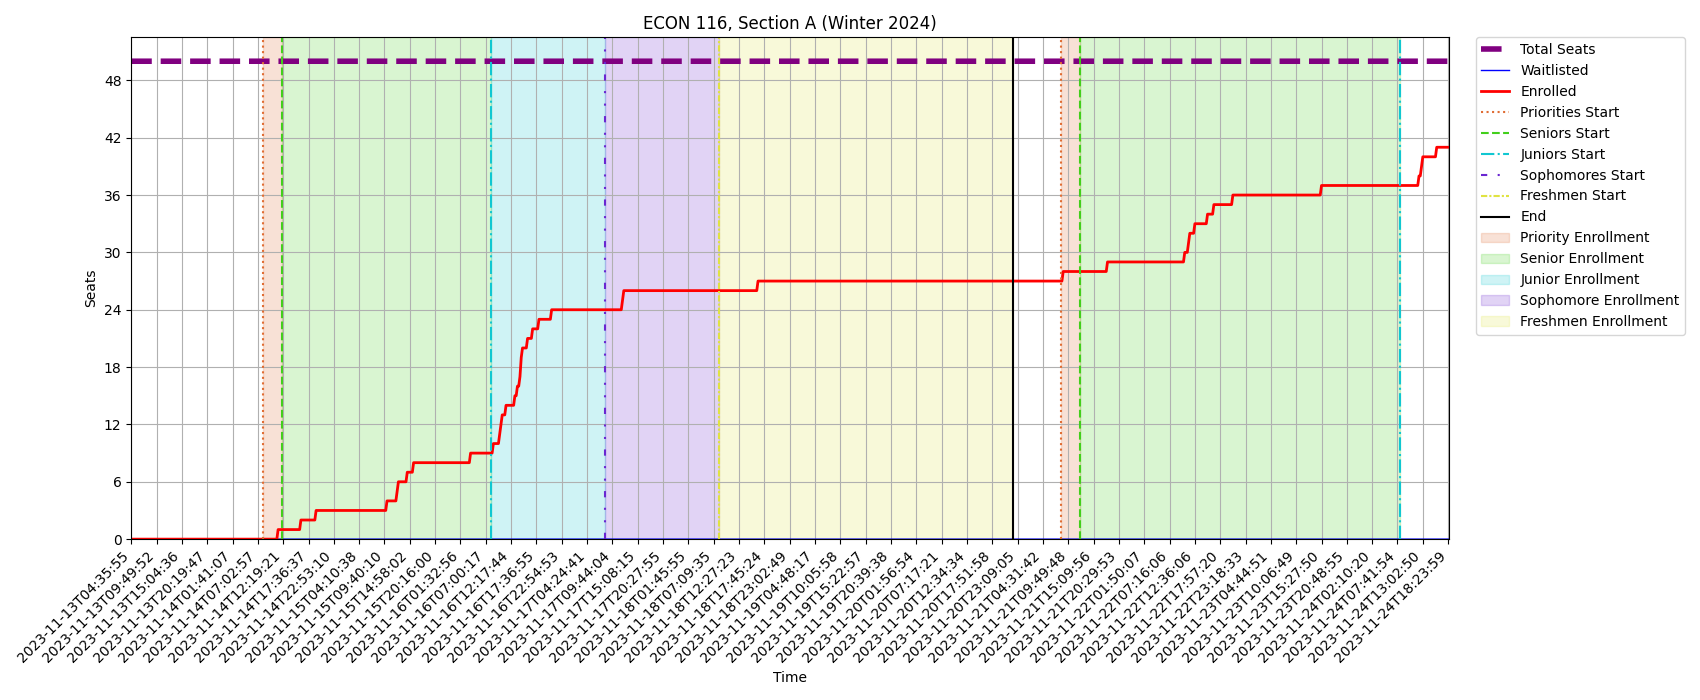 ECON 116, Section A (Winter 2024)
Total Seats
Waitlisted
Enrolled
Priorities Start
Seniors Start
Juniors Start
Sophomores Start
Freshmen Start
End
Priority Enrollment
Senior Enrollment
Junior Enrollment
Sophomore Enrollment
Freshmen Enrollment
Seats
48
42
36
30
24
18
12
6
0
2023-11-13T04:35:55
2023-11-13T09:49:52
2023-11-13T15:04:36
2023-11-13T20:19:47
2023-11-14T01:41:07
2023-11-14T07:02:57
2023-11-14T12:19:21
2023-11-14T17:36:37
2023-11-14T22:53:10
2023-11-15T04:10:38
2023-11-15T09:40:10
2023-11-15T14:58:02
2023-11-15T20:16:00
2023-11-16T01:32:56
2023-11-16T07:00:17
2023-11-16T12:17:44
2023-11-16T17:36:55
2023-11-16T22:54:53
2023-11-17T04:24:41
2023-11-17T09:44:04
2023-11-17T15:08:15
2023-11-17T20:27:55
2023-11-18T01:45:55
2023-11-18T07:09:35
2023-11-18T12:27:23
2023-11-18T17:45:24
2023-11-18T23:02:49
2023-11-19T04:48:17
2023-11-19T10:05:58
2023-11-19T15:22:57
2023-11-19T20:39:38
2023-11-20T01:56:54
2023-11-20T07:17:21
2023-11-20T12:34:34
2023-11-20T17:51:58
2023-11-20T23:09:05
2023-11-21T04:31:42
2023-11-21T09:49:48
2023-11-21T15:09:56
2023-11-21T20:29:53
2023-11-22T01:50:07
2023-11-22T07:16:06
2023-11-22T12:36:06
2023-11-22T17:57:20
2023-11-22T23:18:33
2023-11-23T04:44:51
2023-11-23T10:06:49
2023-11-23T15:27:50
2023-11-23T20:48:55
2023-11-24T02:10:20
2023-11-24T07:41:54
2023-11-24T13:02:50
2023-11-24T18:23:59
Time